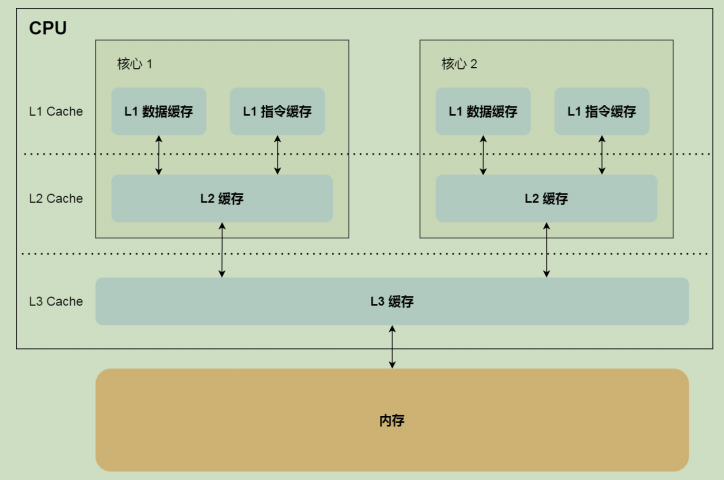 CPU
核心 1
核心 2
L1 Cache
L1 数据缓存
L1 指令缓存
L1 数据缓存
L1 指令缓存
L2 Cache
L2 缓存
L2 缓存
L3 Cache
L3 缓存
内存